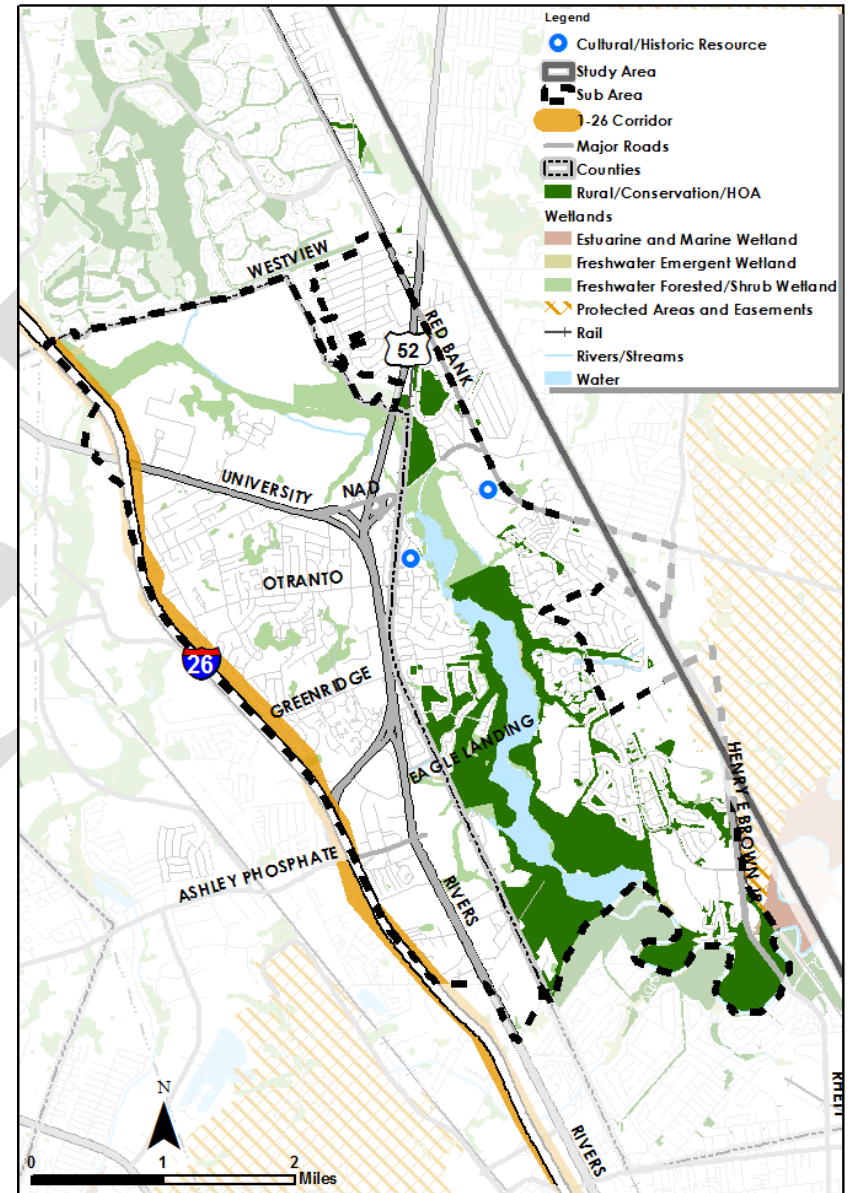 Legend
Cultural/Historic Resource
Study Area
Sub Area
1-26 Corridor
Major Roads
Counties
Rural/Conservation/HOA
Wetlands
Estuarine and Marine Wetland
Freshwater Emergent Wetland
Freshwater Forested/Shrub Wetland
Protected Areas and Easements
Rail
Rivers/Streams
Water
WESTVIEW
RED BANK
52
UNIVERSITY
NAD
OTRANTO
26
GREENRIDGE
EAGLE LANDING
HENRY E BROWN JR
ASHLEY PHOSPHATE
RIVERS
RHETT
RIVERS
N
0 1 2
Miles